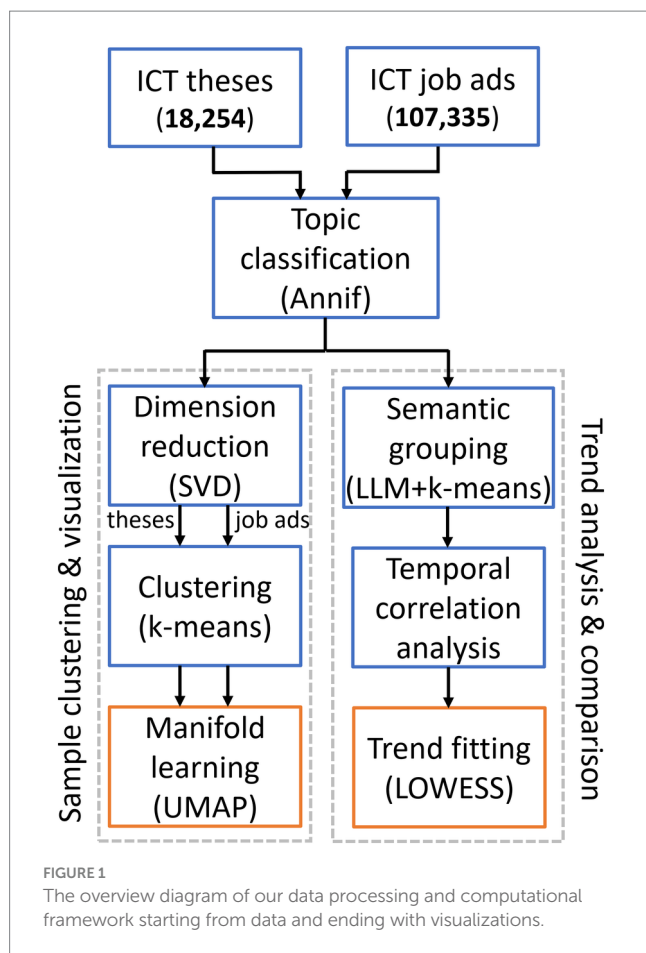 ICT theses
(18,254)
ICT job ads
(107,335)
Topic
classification
(Annif)
Sample clustering & visualization
Dimension
reduction
(SVD)
theses
job ads
Clustering
(k-means)
Manifold
learning
(UMAP)
Semantic
grouping
(LLM+k-means)
Temporal
correlation
analysis
Trend fitting
(LOWESS)
Trend analysis & comparison
FIGURE 1
The overview diagram of our data processing and computational
framework starting from data and ending with visualizations.